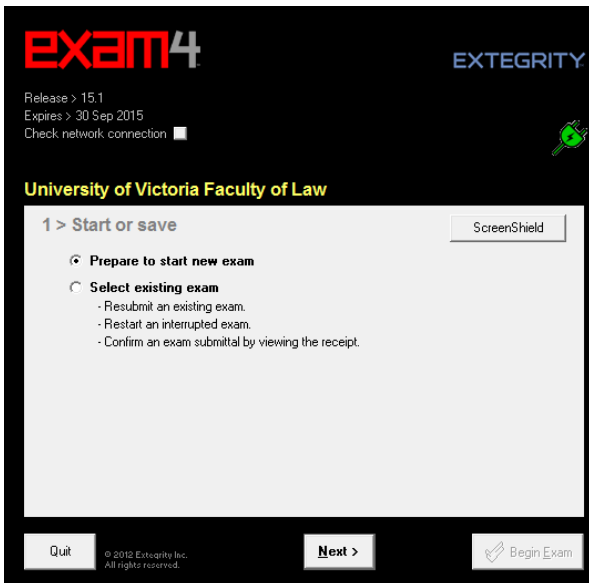 exam4
EXTEGRITY
Release > 15.1
Expires > 30 Sep 2015
Check network connection
University of Victoria Faculty of Law
1 > Start or save
ScreenShield
Prepare to start new exam
Select existing exam
- Resubmit an existing exam.
- Restart an interrupted exam.
- Confirm an exam submittal by viewing the receipt.
Quit
© 2012 Extegrity Inc.
All rights reserved.
Next >
Begin Exam